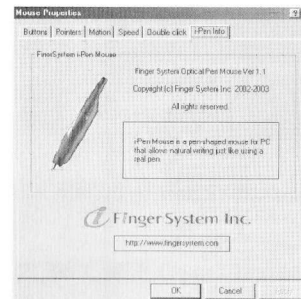 Mouse Properties
Buttons Pointers Motion Speed Double click i-Pen Info
FingerSystem i-Pen Mouse
Finger System Optical Pen Mouse Ver 1.1
Copyright(c) Finger System Inc. 2002-2003
All rights reserved.
i-Pen Mouse is a pen-shaped mouse for PC
that allows natural writing just like using a
real pen.
Finger System Inc.
http://www.fingersystem.com
OK Cancel